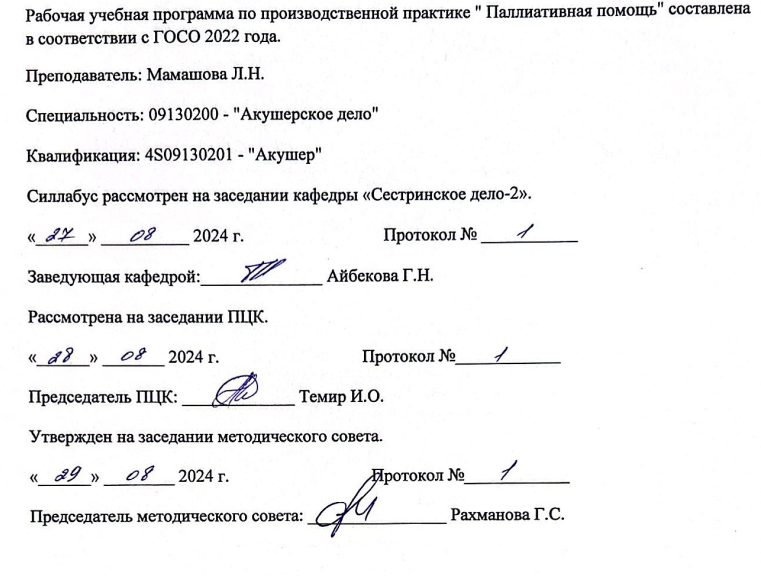 Рабочая учебная программа по производственной практике " Паллиативная помощь" составлена
в соответствии с ГОСО 2022 года.
Преподаватель: Мамашова Л.Н.
Специальность: 09130200 - "Акушерское дело"
Квалификация: 4S09130201 - "Акушер"
Силлабус рассмотрен на заседании кафедры «Сестринское дело-2».
«27» 08 2024 г. Протокол № 1
Заведующая кафедрой: Айбекова Г.Н.
Рассмотрена на заседании ПЦК.
«28» 08 2024 г. Протокол№ 1
Председатель ПЦК: Темир И.О.
Утвержден на заседании методического совета.
«29» 08 2024 г. Протокол № 1
Председатель методического совета: Рахманова Г.С.